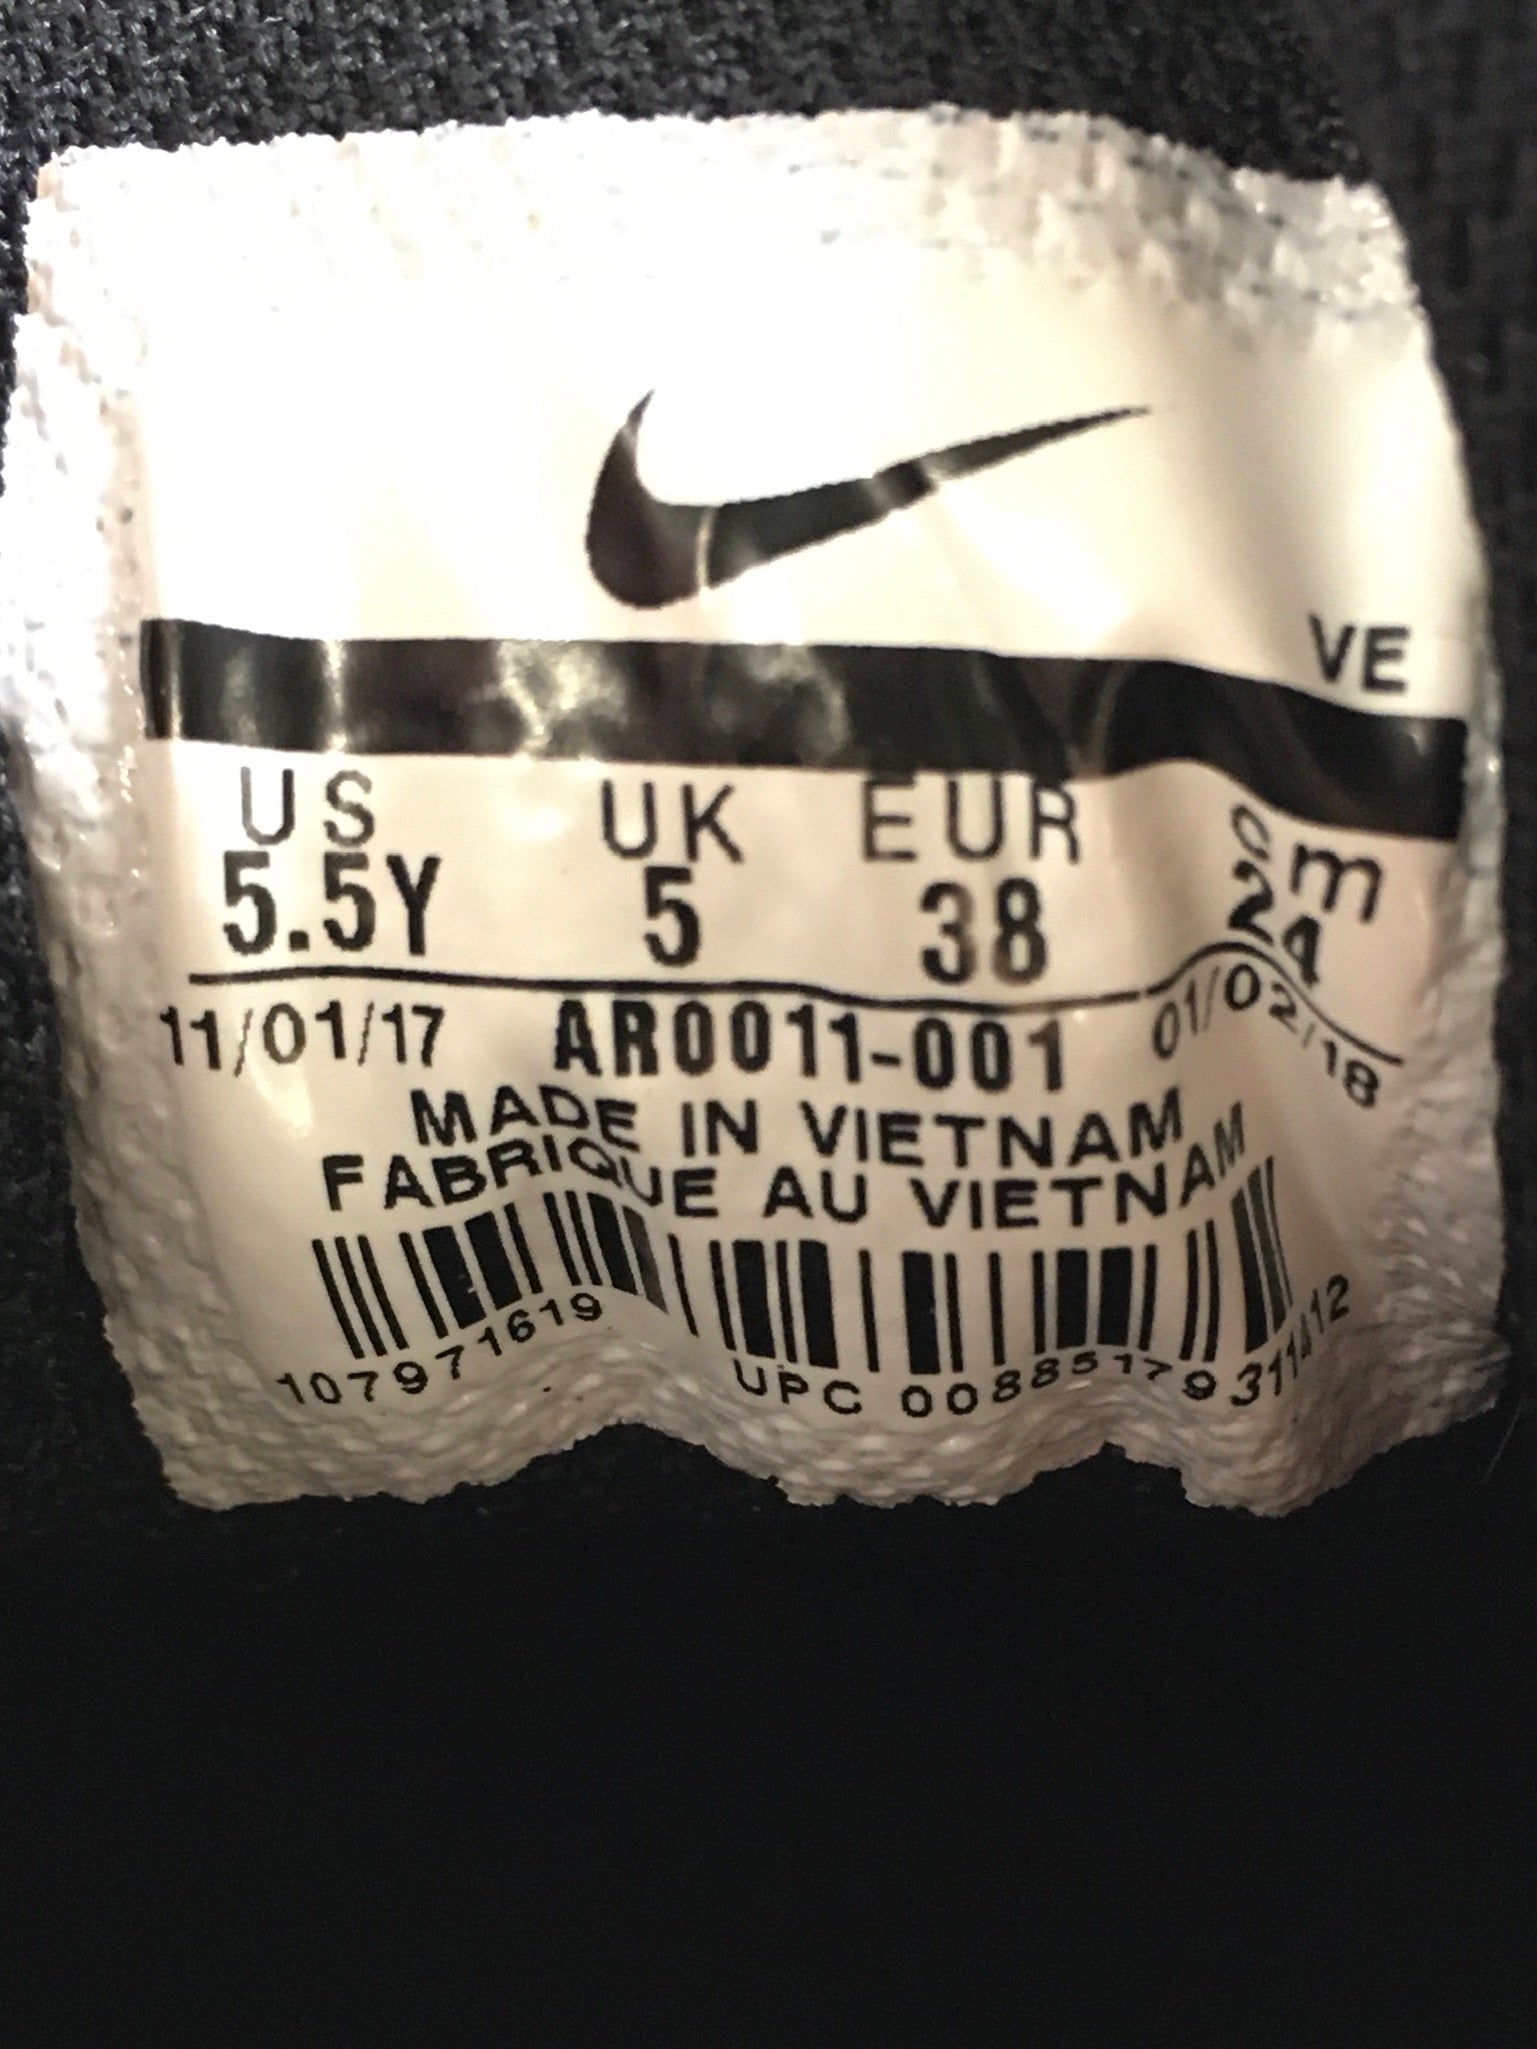 VE
US UK EUR cm
5.5Y 5 38 24
11/01/17 AR0011-001 01/02/18
MADE IN VIETNAM
FABRIQUE AU VIETNAM
1079971619 UPC 00885179311412